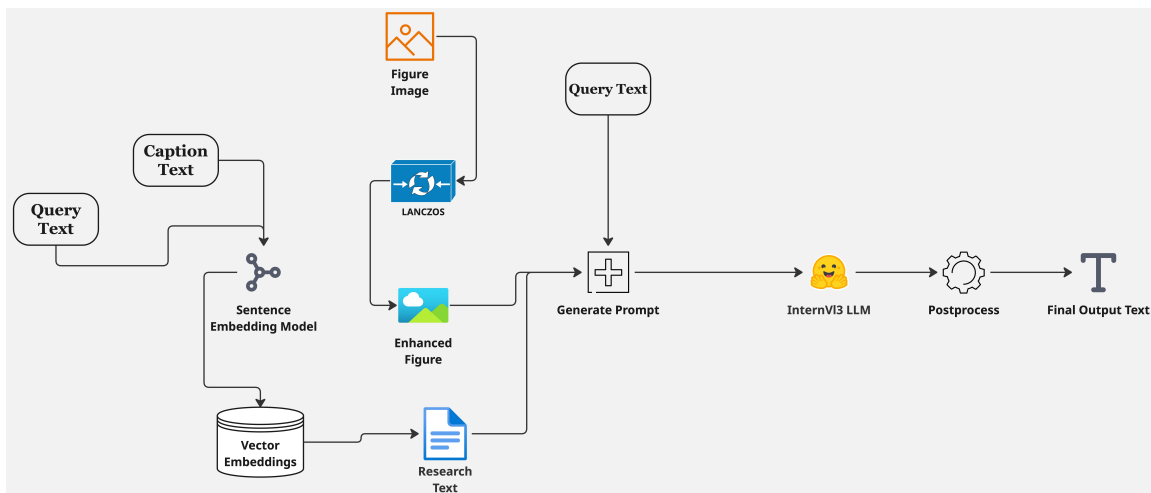 Figure
Image
Query Text
Caption
Text
LANCZOS
Query
Text
Sentence
Embedding Model
Generate Prompt
InternVl3 LLM
Postprocess
Final Output Text
Enhanced
Figure
Vector
Embeddings
Research
Text